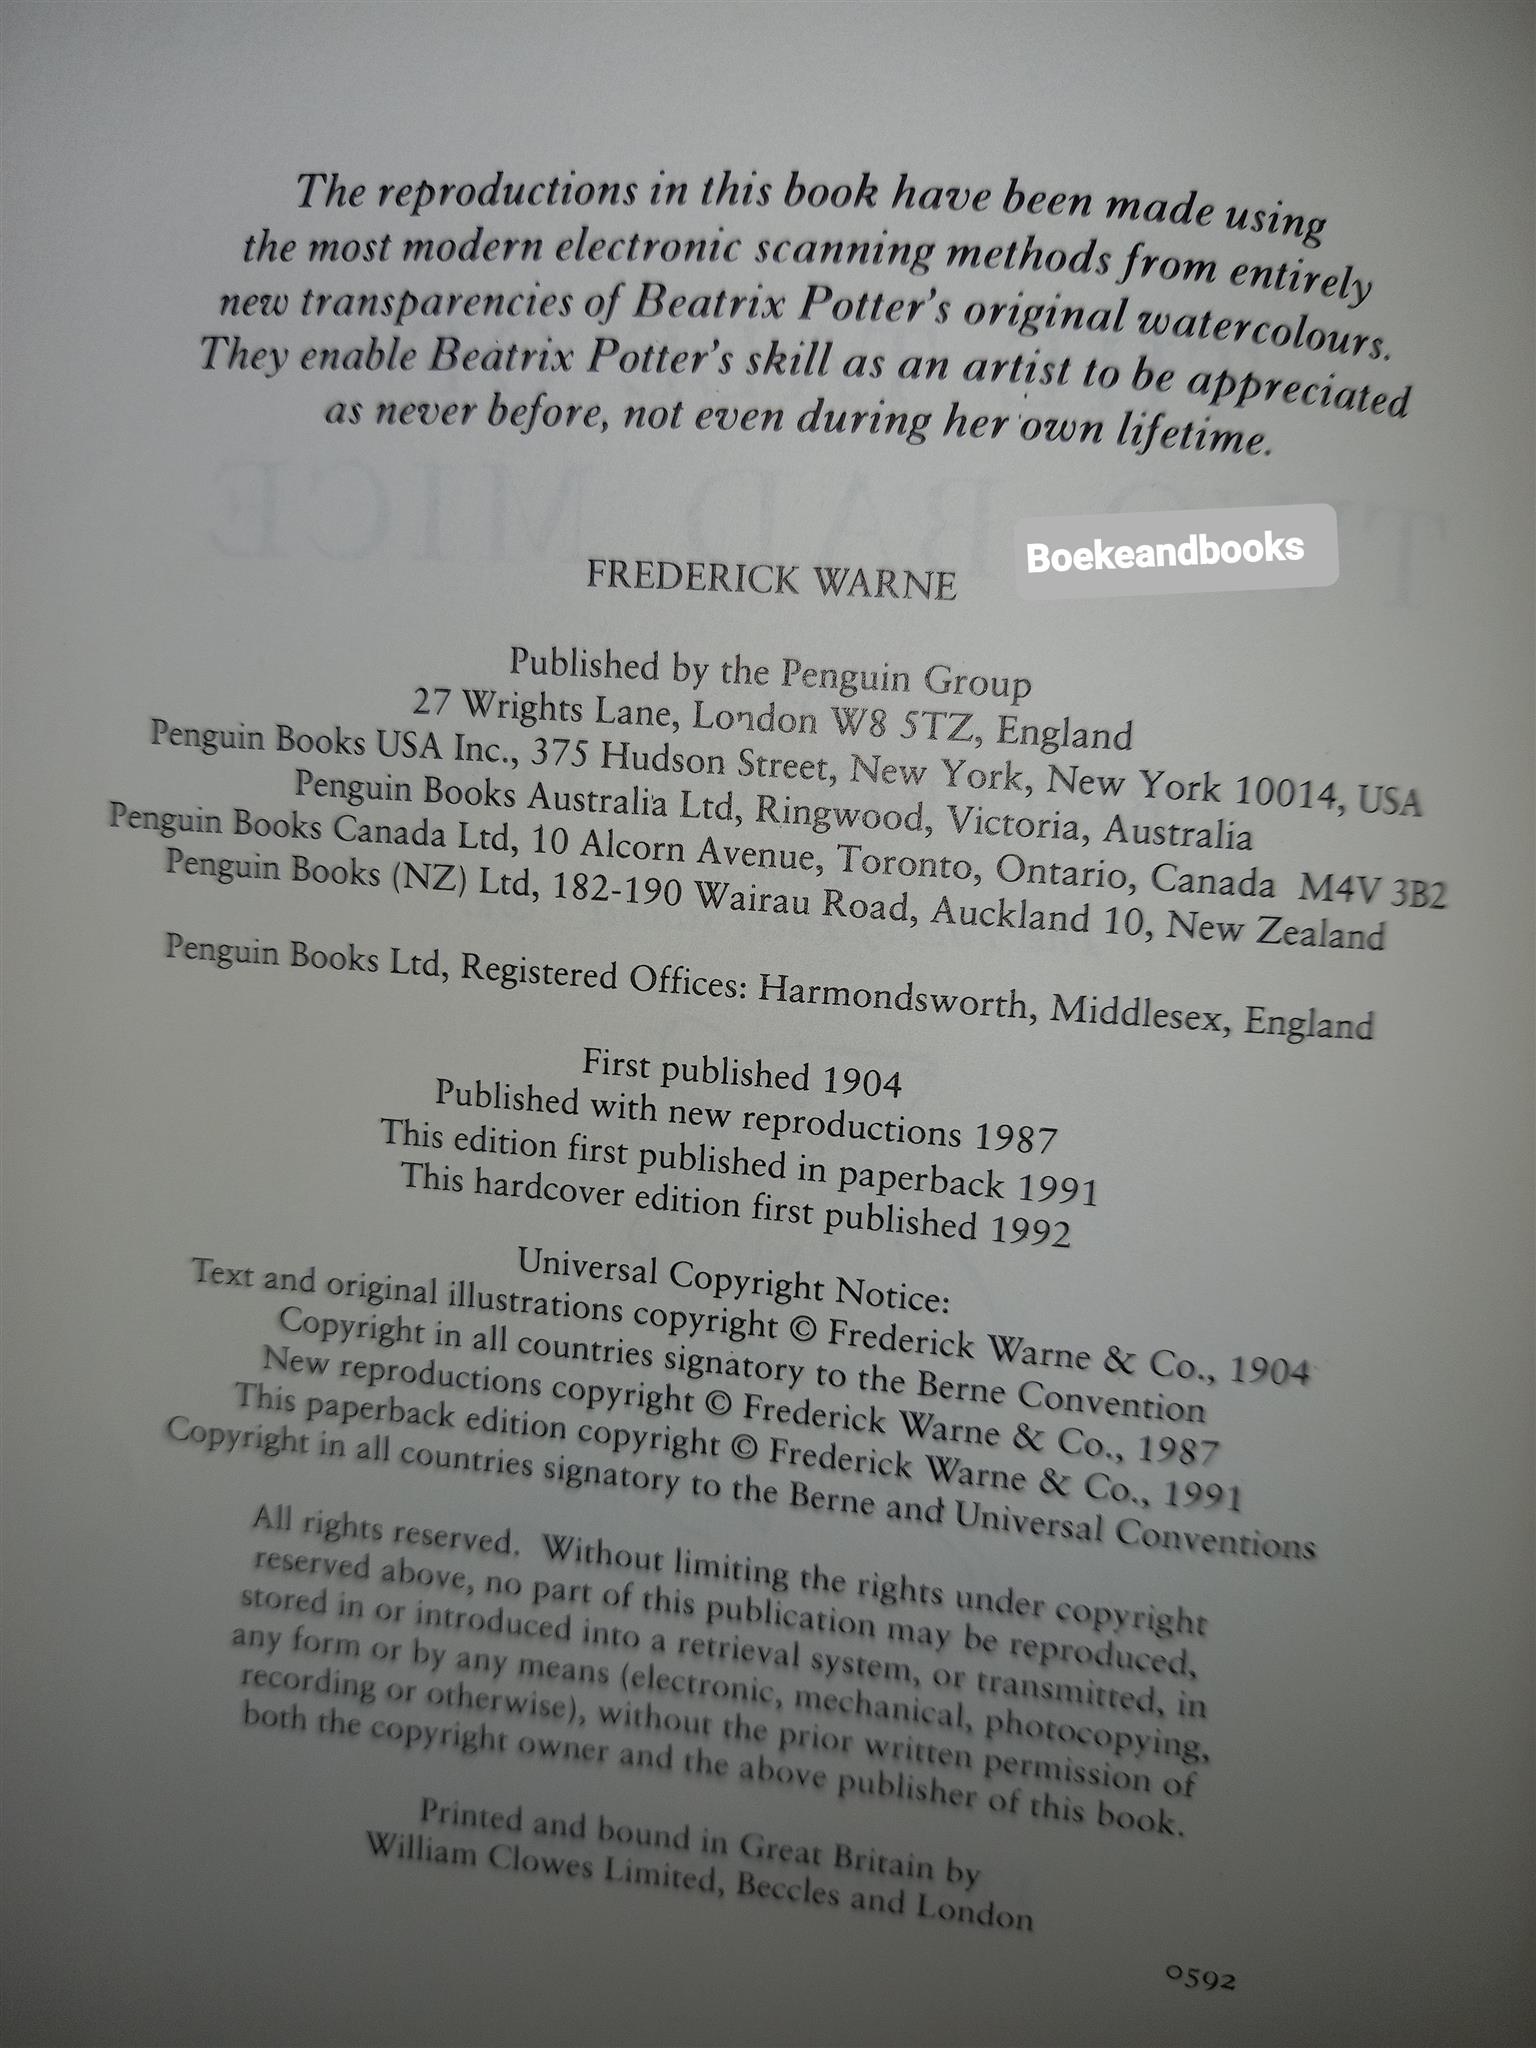 The reproductions in this book have been made using
the most modern electronic scanning methods from entirely
new transparencies of Beatrix Potter's original watercolours.
They enable Beatrix Potter's skill as an artist to be appreciated
as never before, not even during her own lifetime.
TWO BAD MICE
Boekeandbooks
FREDERICK WARNE
Published by the Penguin Group
27 Wrights Lane, London W8 5TZ, England
Penguin Books USA Inc., 375 Hudson Street, New York, New York 10014, USA
Penguin Books Australia Ltd, Ringwood, Victoria, Australia
Penguin Books Canada Ltd, 10 Alcorn Avenue, Toronto, Ontario, Canada M4V 3B2
Penguin Books (NZ) Ltd, 182-190 Wairau Road, Auckland 10, New Zealand
Penguin Books Ltd, Registered Offices: Harmondsworth, Middlesex, England
First published 1904
Published with new reproductions 1987
This edition first published in paperback 1991
This hardcover edition first published 1992
Universal Copyright Notice:
Text and original illustrations copyright © Frederick Warne & Co., 1904
Copyright in all countries signatory to the Berne Convention
New reproductions copyright © Frederick Warne & Co., 1987
This paperback edition copyright © Frederick Warne & Co., 1991
Copyright in all countries signatory to the Berne and Universal Conventions
All rights reserved. Without limiting the rights under copyright
reserved above, no part of this publication may be reproduced,
stored in or introduced into a retrieval system, or transmitted, in
any form or by any means (electronic, mechanical, photocopying,
recording or otherwise), without the prior written permission of
both the copyright owner and the above publisher of this book.
Printed and bound in Great Britain by
William Clowes Limited, Beccles and London
0592